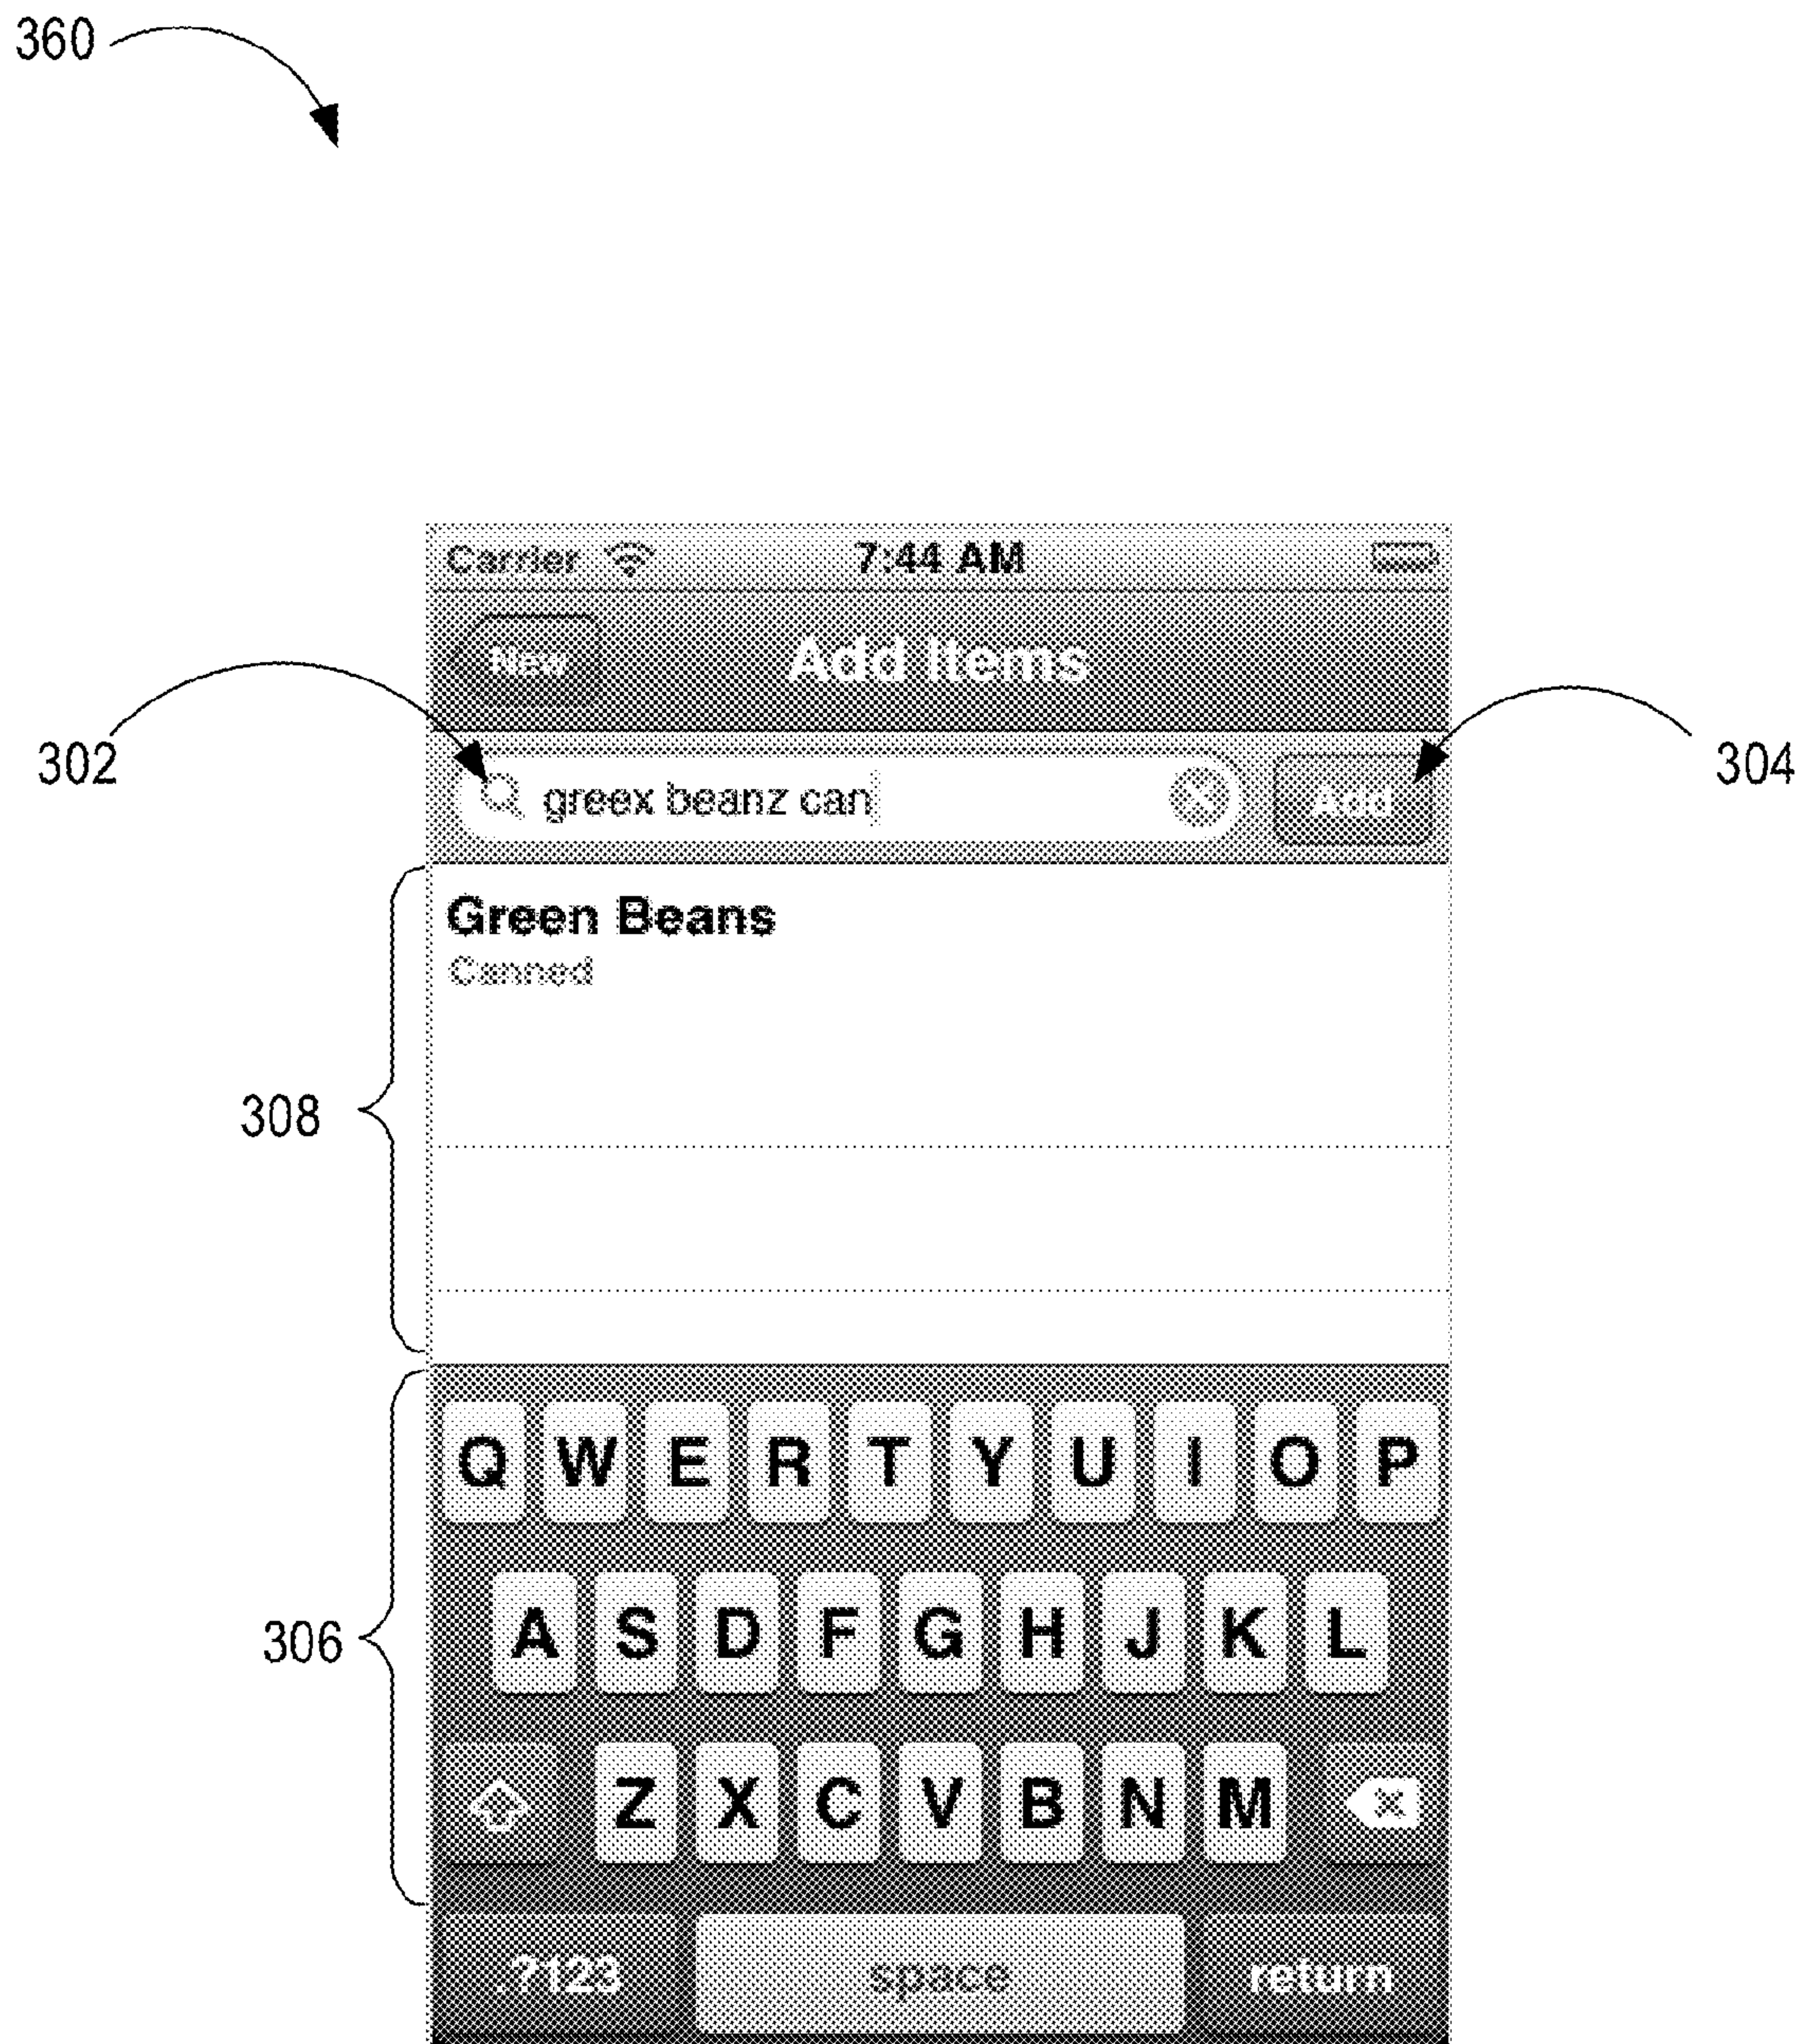 360
Carrier 7:44 AM
New Add Items
302
304
greex beanz can Add
Green Beans
Canned
308
Q W E R T Y U I O P
306
A S D F G H J K L
Z X C V B N M
.?123 space return